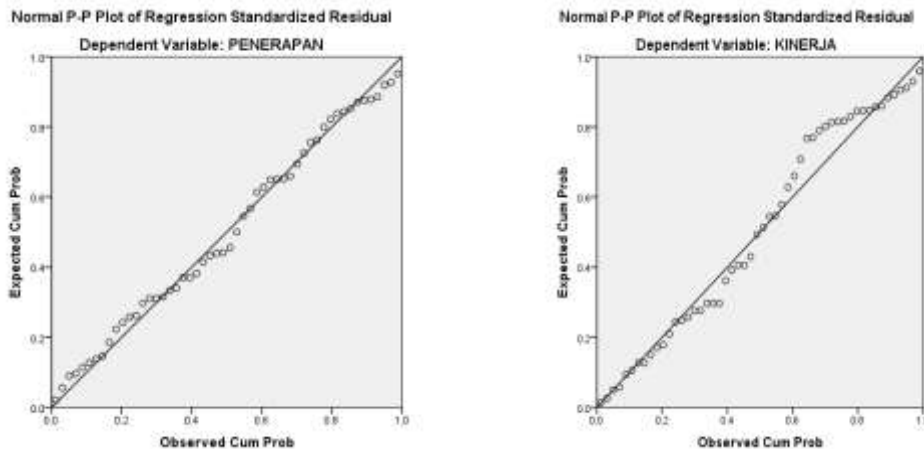 Normal P-P Plot of Regression Standardized Residual
Dependent Variable: PENERAPAN
1.0
0.8
0.6
0.4
0.2
0.0
Expected Cum Prob
0.0 0.2 0.4 0.6 0.8 1.0
Observed Cum Prob
Normal P-P Plot of Regression Standardized Residual
Dependent Variable: KINERJA
1.0
0.8
0.6
0.4
0.2
0.0
Expected Cum Prob
0.0 0.2 0.4 0.6 0.8 1.0
Observed Cum Prob